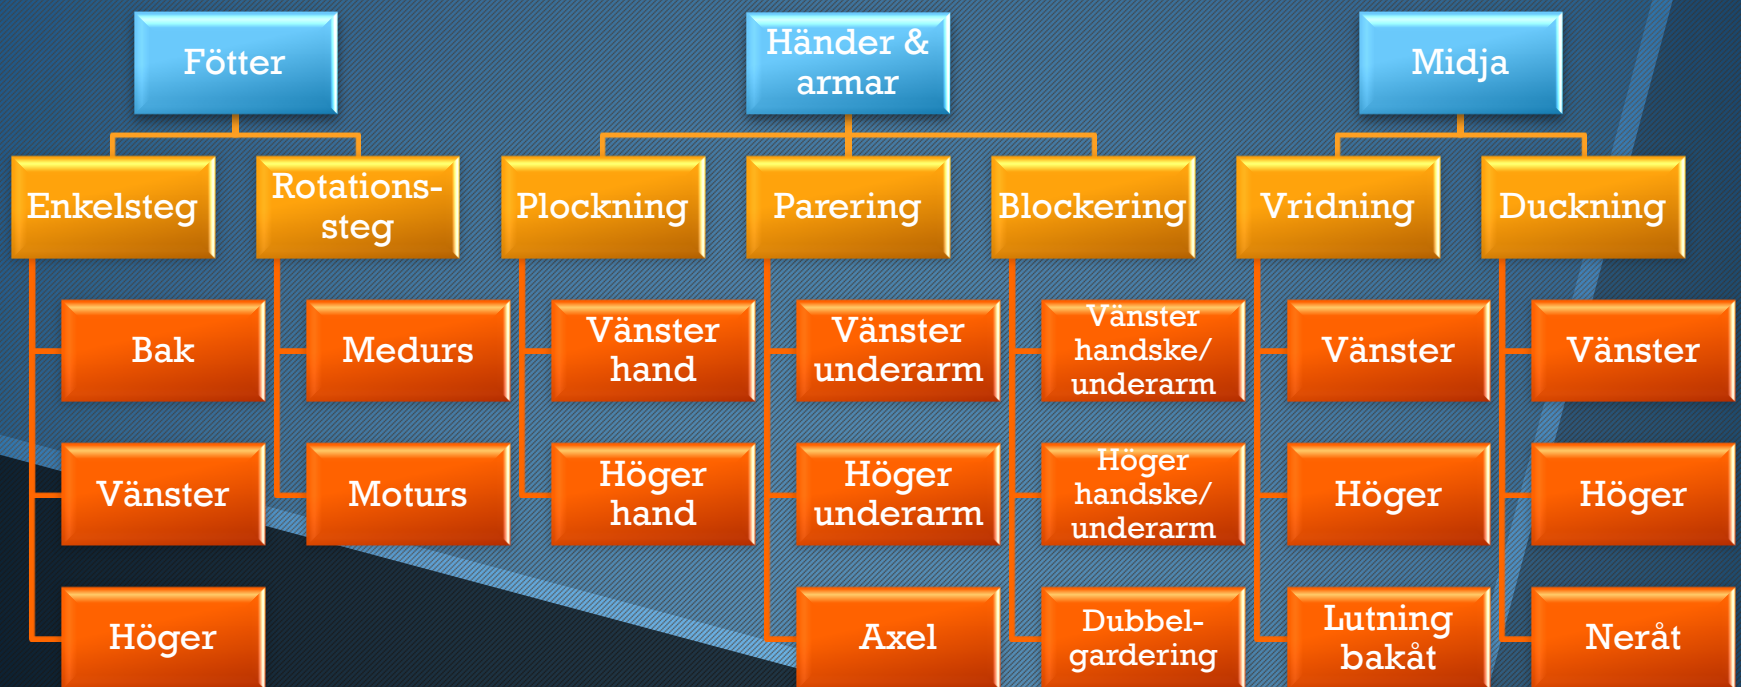 Fötter
Händer &
armar
Midja
Enkelsteg
Rotations-
steg
Plockning
Parering
Blockering
Vridning
Duckning
Bak
Medurs
Vänster
hand
Vänster
underarm
Vänster
handske/
underarm
Vänster
Vänster
Vänster
Moturs
Höger
hand
Höger
underarm
Höger
handske/
underarm
Höger
Höger
Höger
Axel
Dubbel-
gardering
Lutning
bakåt
Neråt